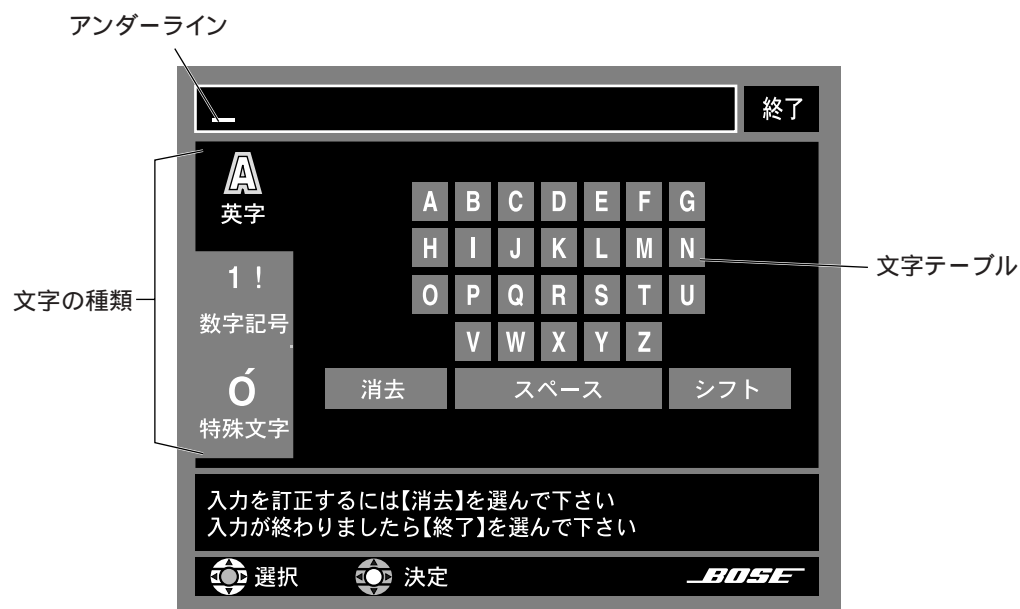 アンダーライン
終了
A
英字
A B C D E F G
H I J K L M N
文字テーブル
1 !
数字記号
文字の種類
O P Q R S T U
V W X Y Z
Ó
特殊文字
消去 スペース シフト
入力を訂正するには【消去】を選んで下さい
入力が終わりましたら【終了】を選んで下さい
選択 決定 BOSE